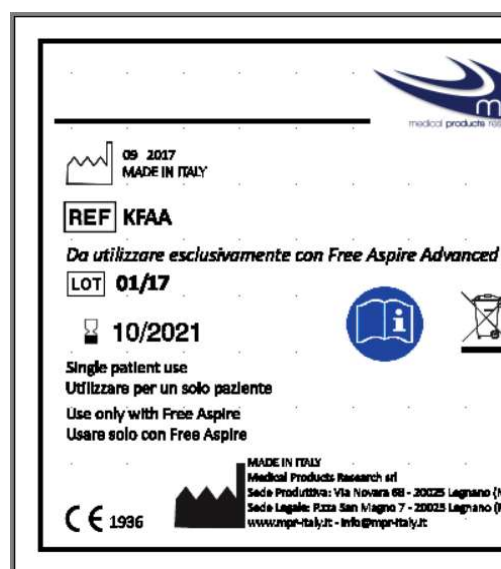 m
medical products res
09 2017
MADE IN ITALY
REF KFAA
Da utilizzare esclusivamente con Free Aspire Advanced
LOT 01/17
10/2021
Single patient use
Utilizzare per un solo paziente
Use only with Free Aspire
Usare solo con Free Aspire
MADE IN ITALY
Medical Products Research srl
Sede Produttiva: Via Novara 68 - 20025 Legnano (M
Sede Legale: P.zza San Magno 7 - 20025 Legnano (M
www.mpr-italy.it - info@mpr-italy.it
CE 1936